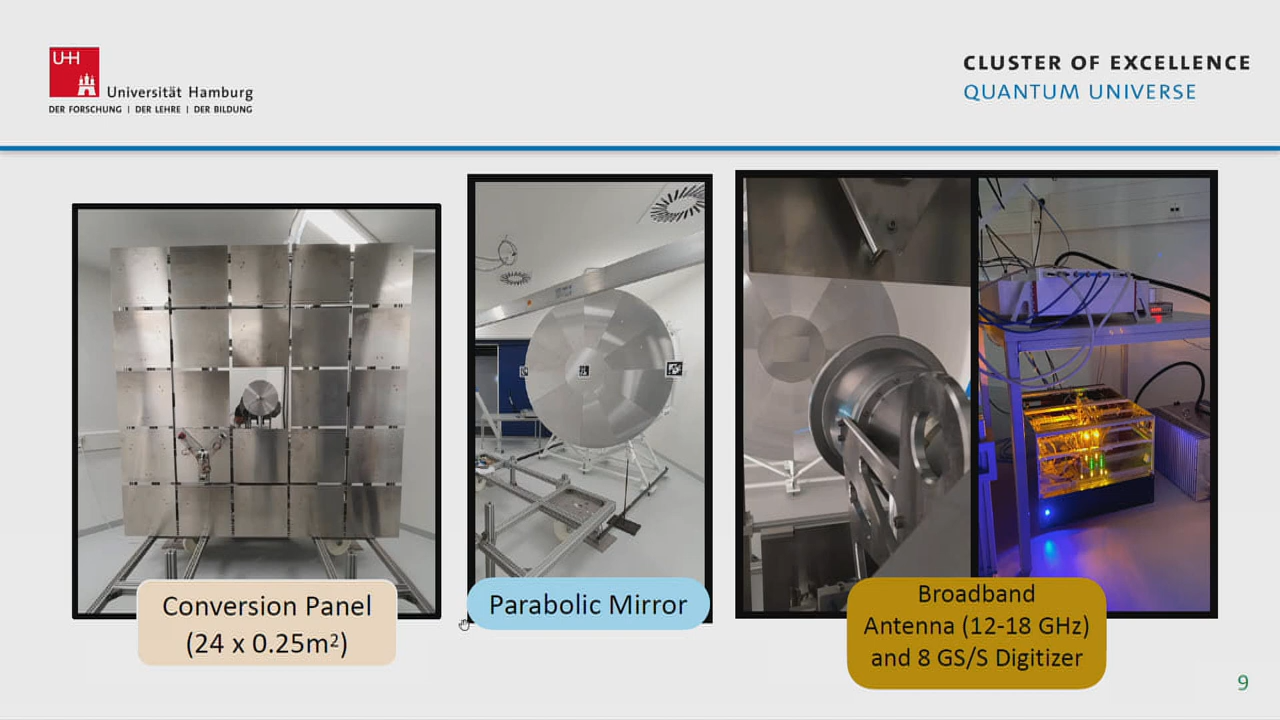 UH
Universität Hamburg
DER FORSCHUNG | DER LEHRE | DER BILDUNG
CLUSTER OF EXCELLENCE
QUANTUM UNIVERSE
Conversion Panel
(24 x 0.25m²)
Parabolic Mirror
Broadband
Antenna (12-18 GHz)
and 8 GS/S Digitizer
9